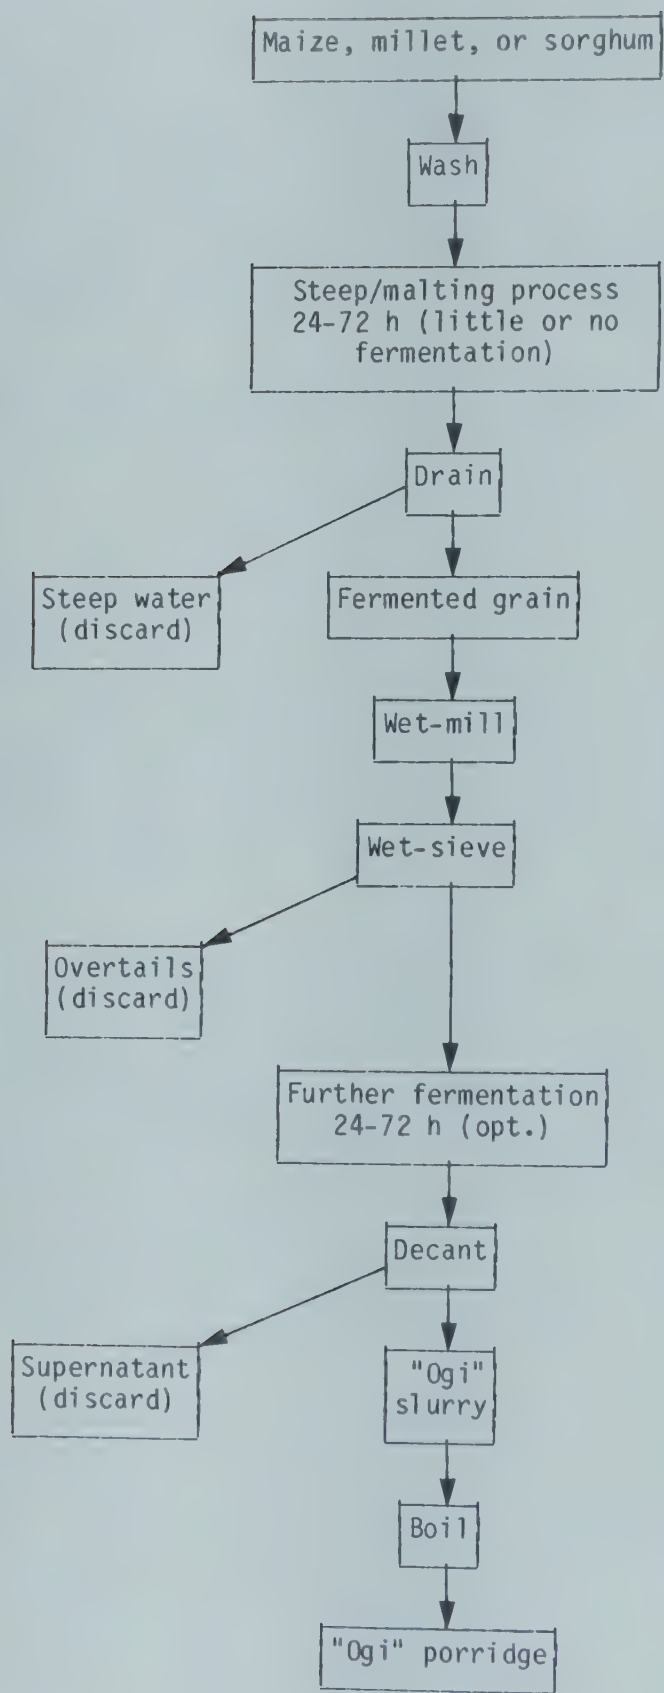 Maize, millet, or sorghum
Wash
Steep/malting process
24-72 h (little or no
fermentation)
Drain
Steep water
(discard)
Fermented grain
Wet-mill
Wet-sieve
Overtails
(discard)
Further fermentation
24-72 h (opt.)
Decant
Supernatant
(discard)
"Ogi"
slurry
Boil
"Ogi" porridge